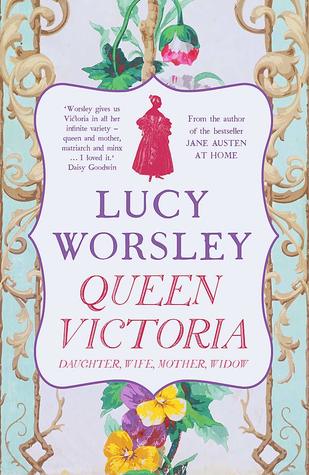 'Worsley gives us
Victoria in all her
infinite variety –
queen and mother,
matriarch and minx
... I loved it.'
Daisy Goodwin
From the author
of the bestseller
JANE AUSTEN
AT HOME
LUCY
WORSLEY
QUEEN
VICTORIA
DAUGHTER, WIFE, MOTHER, WIDOW